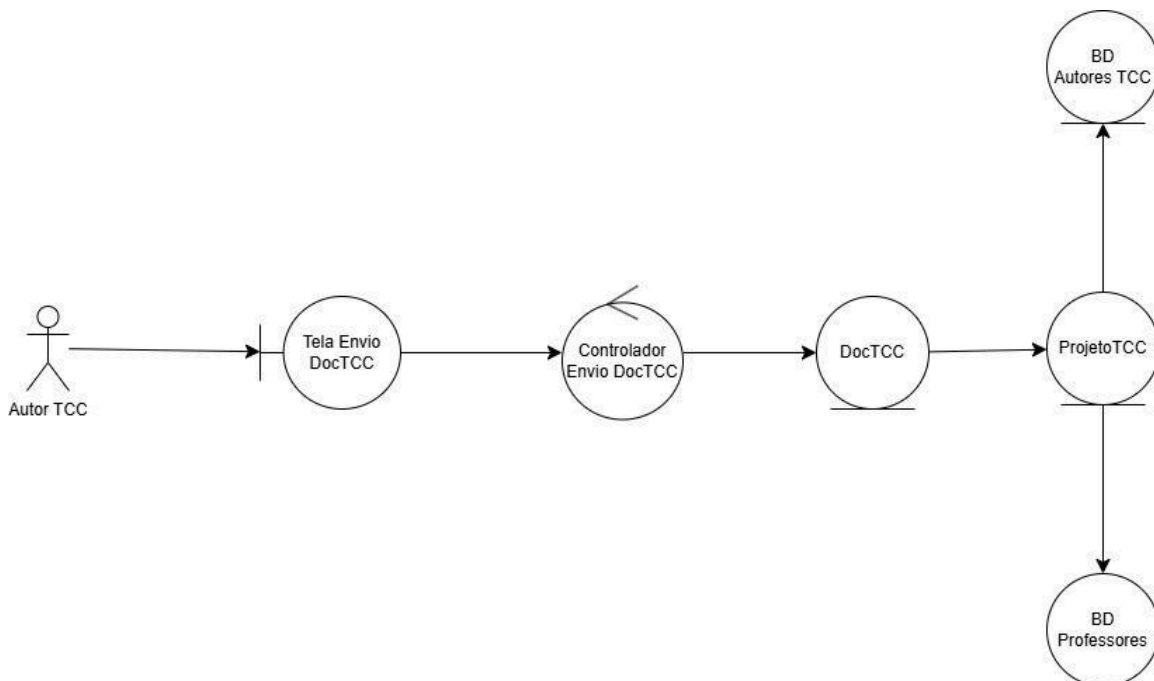 BD
Autores TCC
Tela Envio
DocTCC
Controlador
Envio DocTCC
DocTCC
ProjetoTCC
Autor TCC
BD
Professores